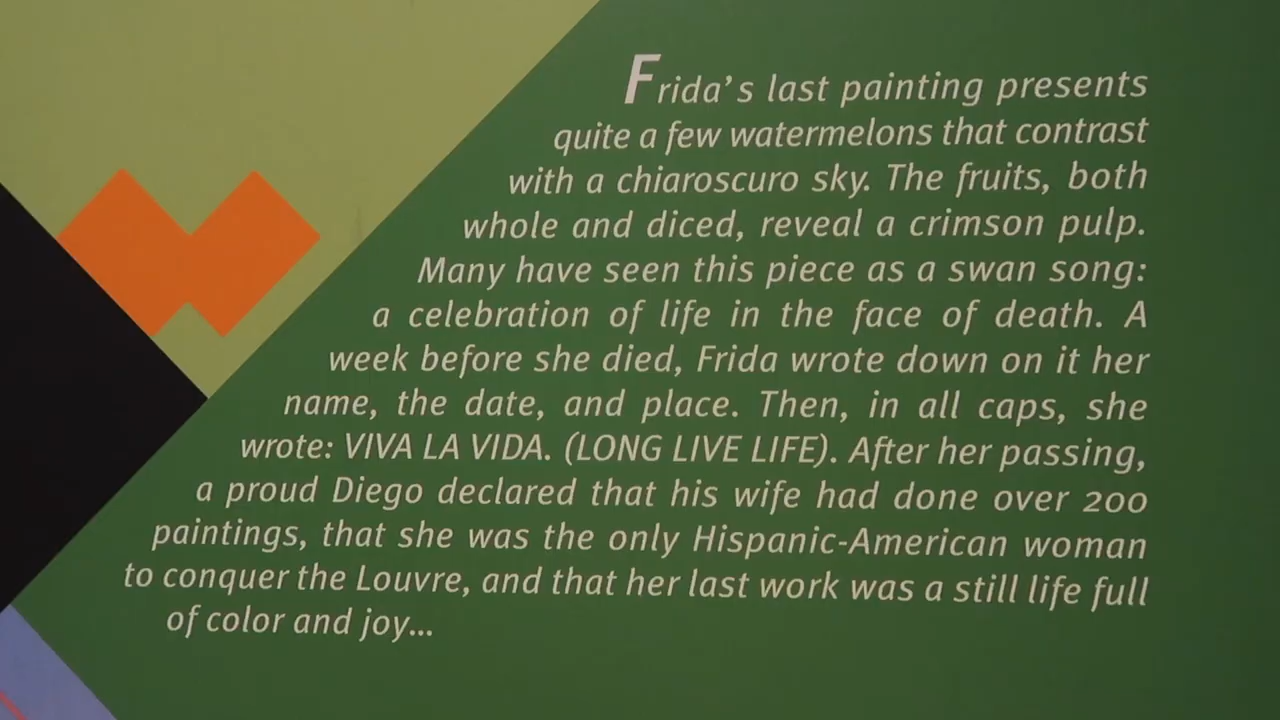 Frida's last painting presents
quite a few watermelons that contrast
with a chiaroscuro sky. The fruits, both
whole and diced, reveal a crimson pulp.
Many have seen this piece as a swan song:
a celebration of life in the face of death. A
week before she died, Frida wrote down on it her
name, the date, and place. Then, in all caps, she
wrote: VIVA LA VIDA. (LONG LIVE LIFE). After her passing,
a proud Diego declared that his wife had done over 200
paintings, that she was the only Hispanic-American woman
to conquer the Louvre, and that her last work was a still life full
of color and joy...